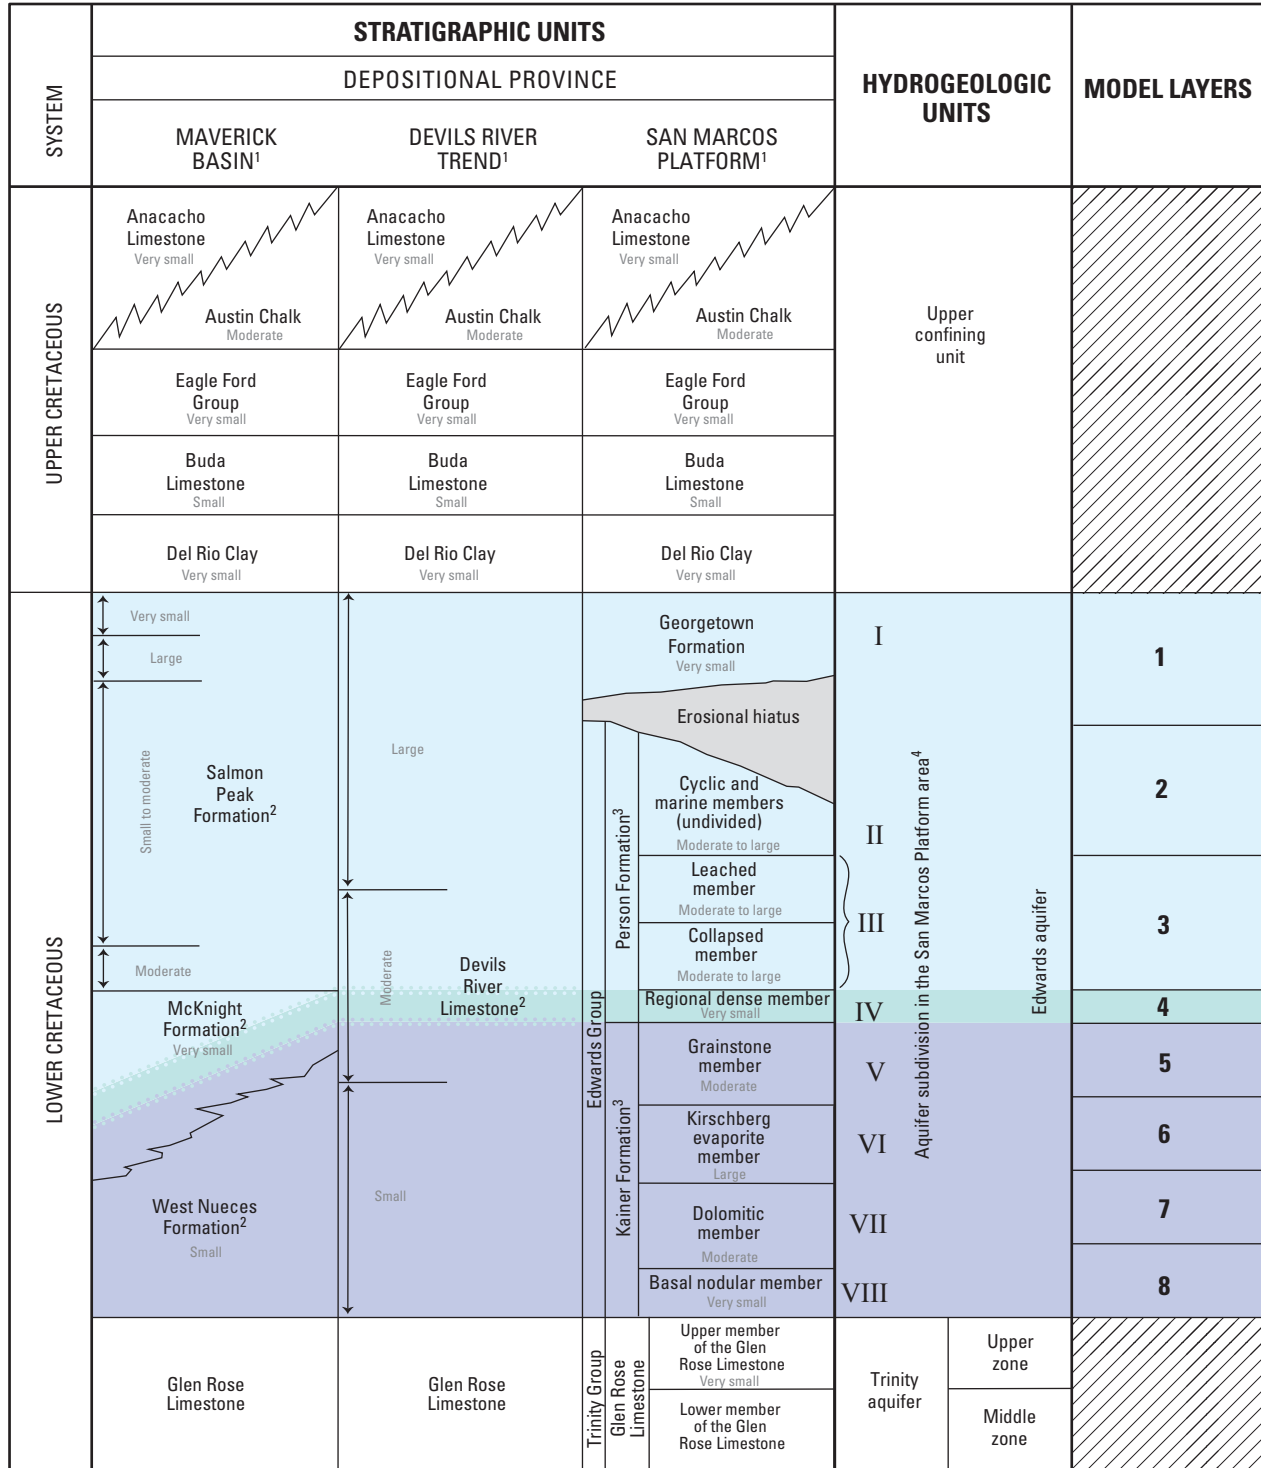 SYSTEM
STRATIGRAPHIC UNITS
DEPOSITIONAL PROVINCE
MAVERICK
BASIN¹
DEVILS RIVER
TREND¹
SAN MARCOS
PLATFORM¹
HYDROGEOLOGIC
UNITS
MODEL LAYERS
UPPER CRETACEOUS
Anacacho
Limestone
Very small
Austin Chalk
Moderate
Anacacho
Limestone
Very small
Austin Chalk
Moderate
Anacacho
Limestone
Very small
Austin Chalk
Moderate
Upper
confining
unit
Eagle Ford
Group
Very small
Eagle Ford
Group
Very small
Eagle Ford
Group
Very small
Buda
Limestone
Small
Buda
Limestone
Small
Buda
Limestone
Small
Del Rio Clay
Very small
Del Rio Clay
Very small
Del Rio Clay
Very small
LOWER CRETACEOUS
Very small
Large
Small to moderate
Salmon
Peak
Formation²
Moderate
McKnight
Formation²
Very small
West Nueces
Formation²
Small
Large
Moderate
Devils
River
Limestone²
Small
Georgetown
Formation
Very small
Erosional hiatus
Edwards Group
Person Formation³
Cyclic and
marine members
(undivided)
Moderate to large
Leached
member
Moderate to large
Collapsed
member
Moderate to large
Regional dense member
Very small
Kainer Formation³
Grainstone
member
Moderate
Kirschberg
evaporite
member
Large
Dolomitic
member
Moderate
Basal nodular member
Very small
I
II
III
IV
V
VI
VII
VIII
Aquifer subdivision in the San Marcos Platform area⁴
Edwards aquifer
1
2
3
4
5
6
7
8
Glen Rose
Limestone
Glen Rose
Limestone
Trinity Group
Glen Rose
Limestone
Upper member
of the Glen
Rose Limestone
Very small
Lower member
of the Glen
Rose Limestone
Trinity
aquifer
Upper
zone
Middle
zone